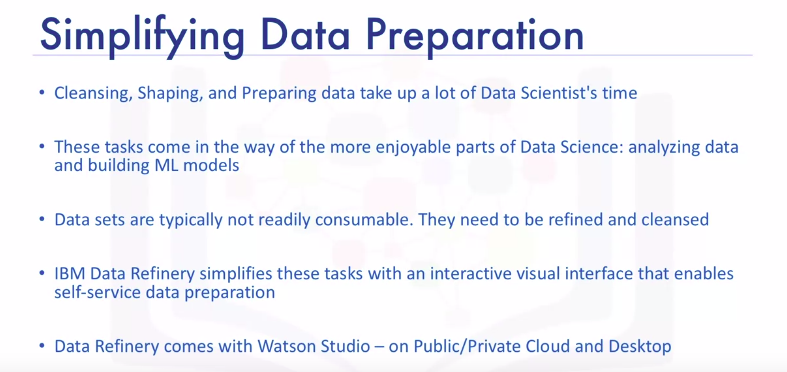 Simplifying Data Preparation
• Cleansing, Shaping, and Preparing data take up a lot of Data Scientist's time
• These tasks come in the way of the more enjoyable parts of Data Science: analyzing data
and building ML models
• Data sets are typically not readily consumable. They need to be refined and cleansed
• IBM Data Refinery simplifies these tasks with an interactive visual interface that enables
self-service data preparation
• Data Refinery comes with Watson Studio – on Public/Private Cloud and Desktop